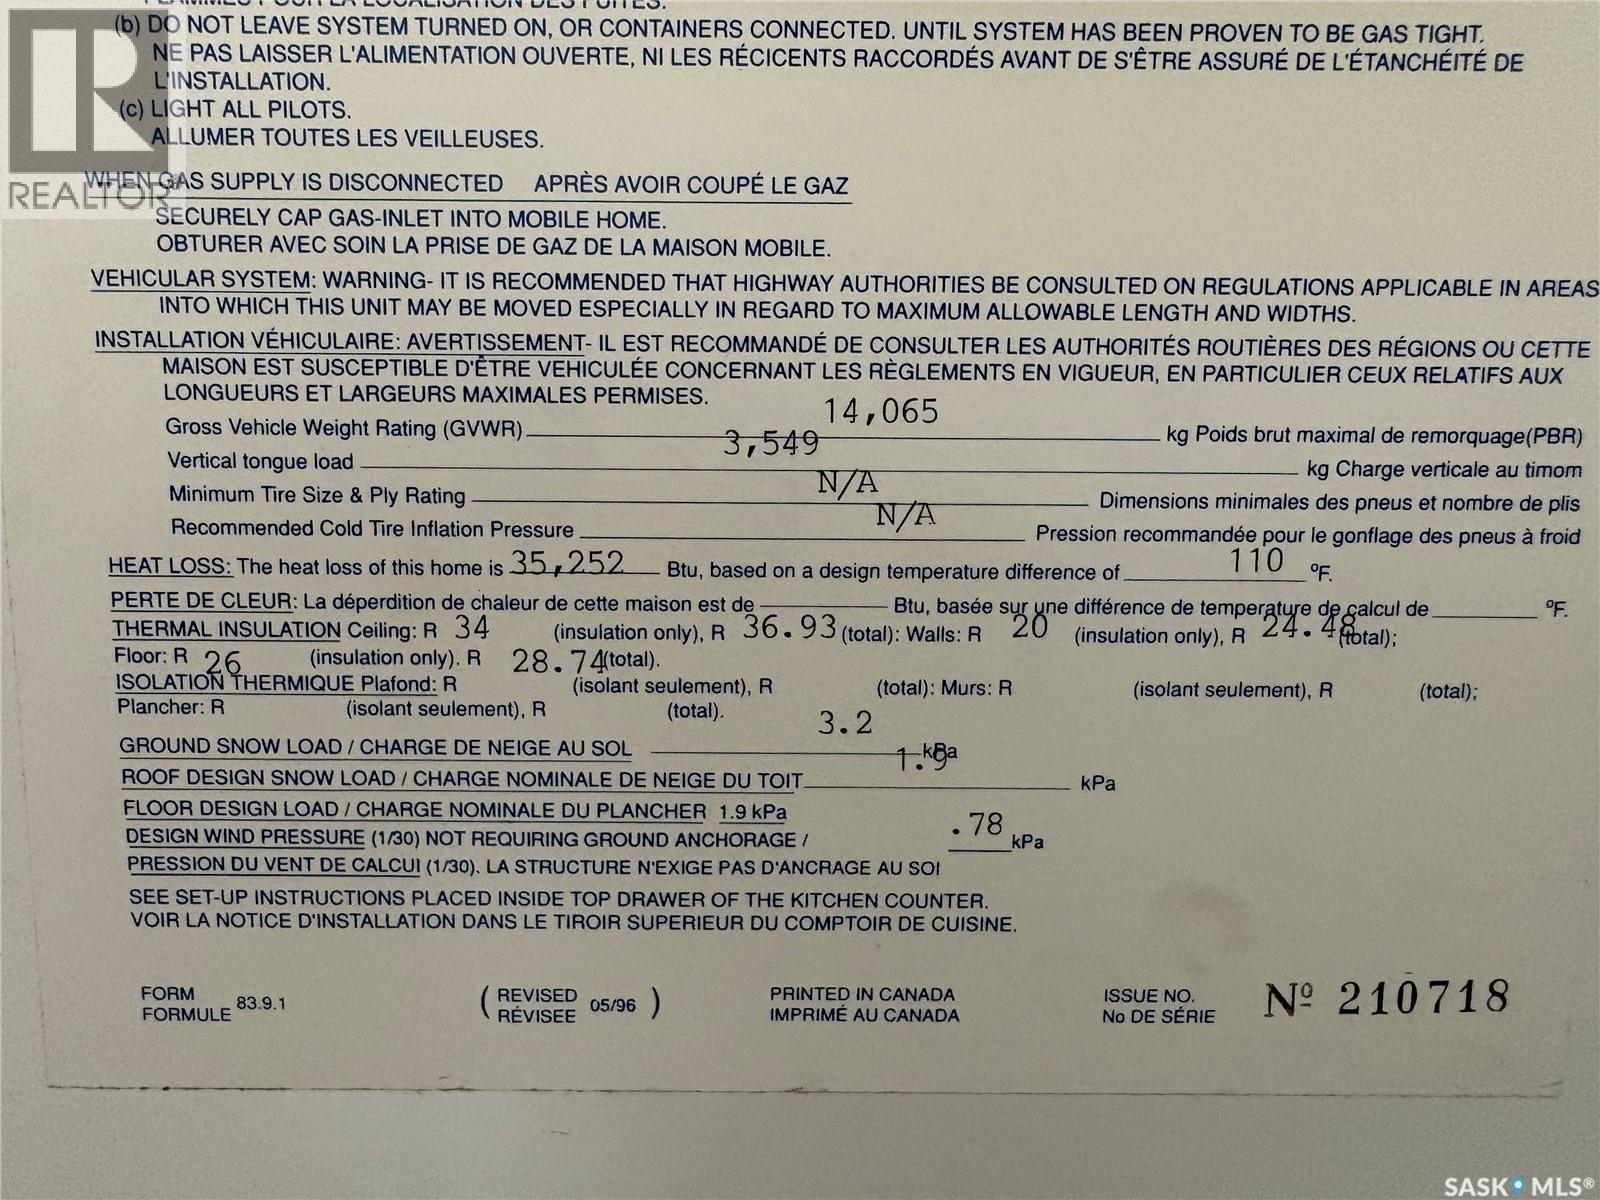 FLAMMES POUR LA LOCALISATION DES FUITES.
(b) DO NOT LEAVE SYSTEM TURNED ON, OR CONTAINERS CONNECTED. UNTIL SYSTEM HAS BEEN PROVEN TO BE GAS TIGHT.
NE PAS LAISSER L'ALIMENTATION OUVERTE, NI LES RÉCICENTS RACCORDÉS AVANT DE S'ÊTRE ASSURÉ DE L'ÉTANCHÉITÉ DE
L'INSTALLATION.
(c) LIGHT ALL PILOTS.
ALLUMER TOUTES LES VEILLEUSES.
WHEN GAS SUPPLY IS DISCONNECTED APRÈS AVOIR COUPÉ LE GAZ
REALTOR®
SECURELY CAP GAS-INLET INTO MOBILE HOME.
OBTURER AVEC SOIN LA PRISE DE GAZ DE LA MAISON MOBILE.
VEHICULAR SYSTEM: WARNING- IT IS RECOMMENDED THAT HIGHWAY AUTHORITIES BE CONSULTED ON REGULATIONS APPLICABLE IN AREAS
INTO WHICH THIS UNIT MAY BE MOVED ESPECIALLY IN REGARD TO MAXIMUM ALLOWABLE LENGTH AND WIDTHS.
INSTALLATION VÉHICULAIRE: AVERTISSEMENT- IL EST RECOMMANDÉ DE CONSULTER LES AUTHORITÉS ROUTIÈRES DES RÉGIONS OU CETTE
MAISON EST SUSCEPTIBLE D'ÊTRE VEHICULÉE CONCERNANT LES RÈGLEMENTS EN VIGUEUR, EN PARTICULIER CEUX RELATIFS AUX
LONGUEURS ET LARGEURS MAXIMALES PERMISES.
Gross Vehicle Weight Rating (GVWR) 14,065 kg Poids brut maximal de remorquage(PBR)
Vertical tongue load 3,549 kg Charge verticale au timom
Minimum Tire Size & Ply Rating N/A Dimensions minimales des pneus et nombre de plis
Recommended Cold Tire Inflation Pressure N/A Pression recommandée pour le gonflage des pneus à froid
HEAT LOSS: The heat loss of this home is 35,252 Btu, based on a design temperature difference of 110 ºF.
PERTE DE CLEUR: La déperdition de chaleur de cette maison est de Btu, basée sur une différence de temperature de calcul de ºF.
THERMAL INSULATION Ceiling: R 34 (insulation only), R 36.93 (total): Walls: R 20 (insulation only), R 24.48 (total);
Floor: R 26 (insulation only). R 28.74 (total).
ISOLATION THERMIQUE Plafond: R (isolant seulement), R (total): Murs: R (isolant seulement), R (total);
Plancher: R (isolant seulement), R (total).
GROUND SNOW LOAD / CHARGE DE NEIGE AU SOL 3.2 kPa
ROOF DESIGN SNOW LOAD / CHARGE NOMINALE DE NEIGE DU TOIT 1.9 kPa
FLOOR DESIGN LOAD / CHARGE NOMINALE DU PLANCHER 1.9 kPa
DESIGN WIND PRESSURE (1/30) NOT REQUIRING GROUND ANCHORAGE / .78 kPa
PRESSION DU VENT DE CALCUI (1/30). LA STRUCTURE N'EXIGE PAS D'ANCRAGE AU SOI
SEE SET-UP INSTRUCTIONS PLACED INSIDE TOP DRAWER OF THE KITCHEN COUNTER.
VOIR LA NOTICE D'INSTALLATION DANS LE TIROIR SUPERIEUR DU COMPTOIR DE CUISINE.
FORM 83.9.1 (REVISED 05/96) PRINTED IN CANADA ISSUE NO. Nº 210718
FORMULE RÉVISEE IMPRIMÉ AU CANADA No DE SÉRIE
SASK MLS®